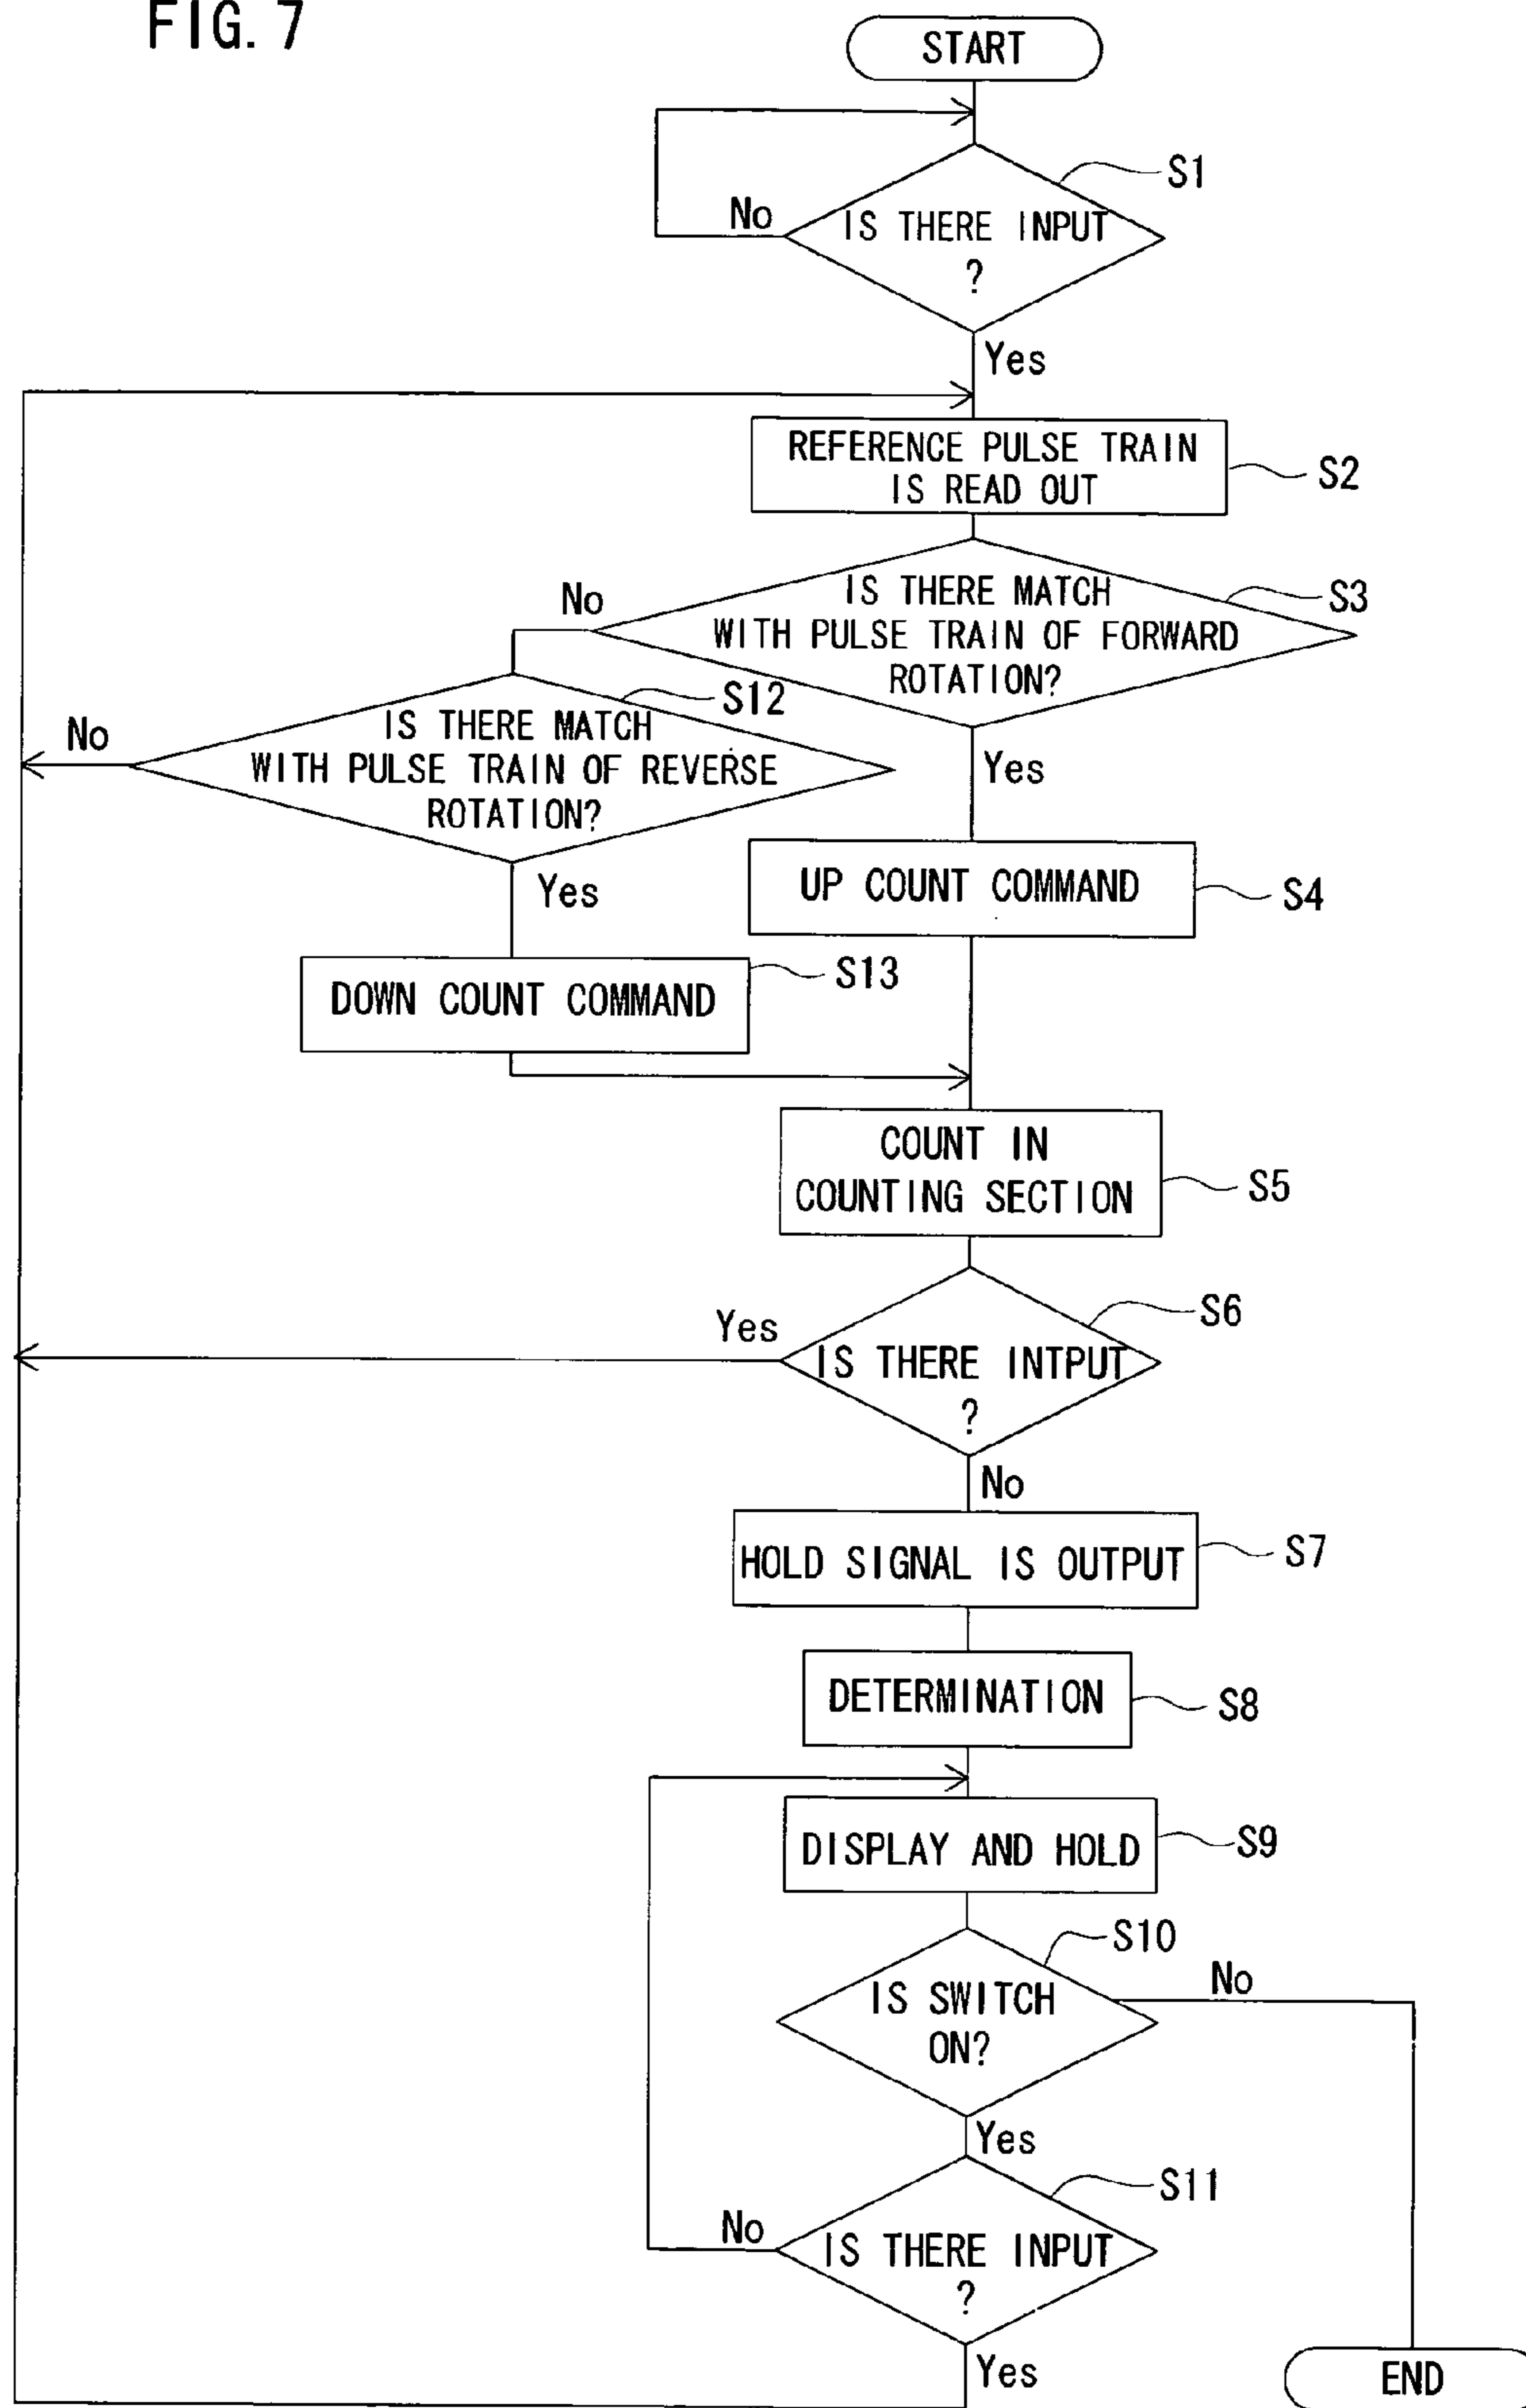 FIG. 7
START
S1
No
IS THERE INPUT
?
Yes
REFERENCE PULSE TRAIN
IS READ OUT
S2
No
IS THERE MATCH
WITH PULSE TRAIN OF FORWARD
ROTATION?
S3
S12
No
IS THERE MATCH
WITH PULSE TRAIN OF REVERSE
ROTATION?
Yes
Yes
UP COUNT COMMAND
S4
DOWN COUNT COMMAND
S13
COUNT IN
COUNTING SECTION
S5
S6
Yes
IS THERE INTPUT
?
No
HOLD SIGNAL IS OUTPUT
S7
DETERMINATION
S8
DISPLAY AND HOLD
S9
S10
No
IS SWITCH
ON?
Yes
S11
No
IS THERE INPUT
?
Yes
END